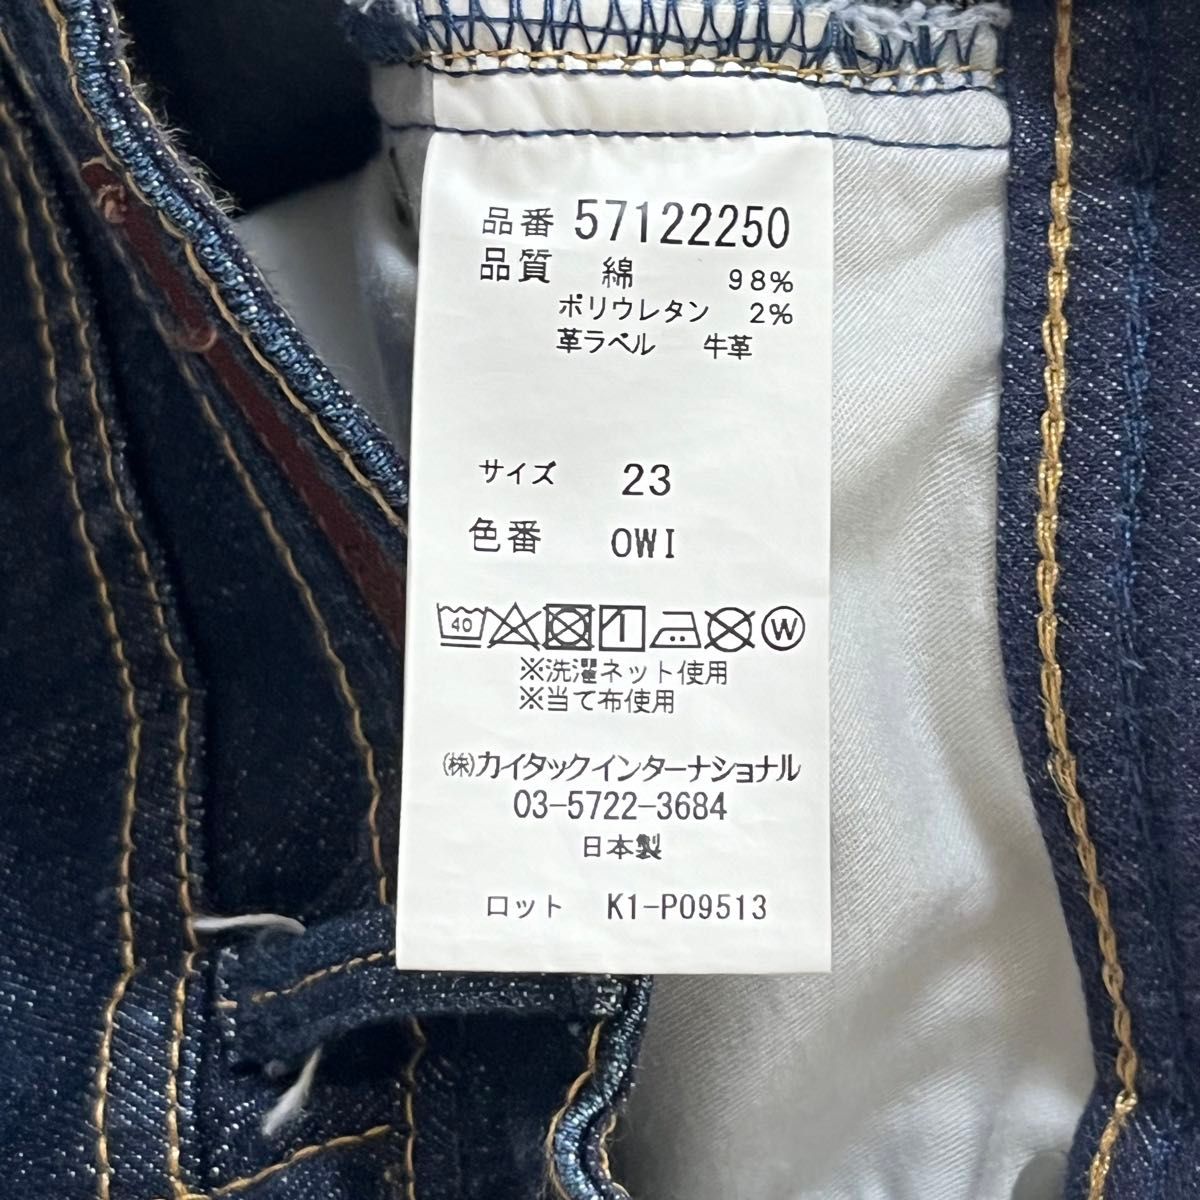 品番 57122250
品質 綿 98%
ポリウレタン 2%
革ラベル 牛革
サイズ 23
色番 OWI
40 W
※洗濯ネット使用
※当て布使用
㈱カイタックインターナショナル
03-5722-3684
日本製
ロット K1-P09513